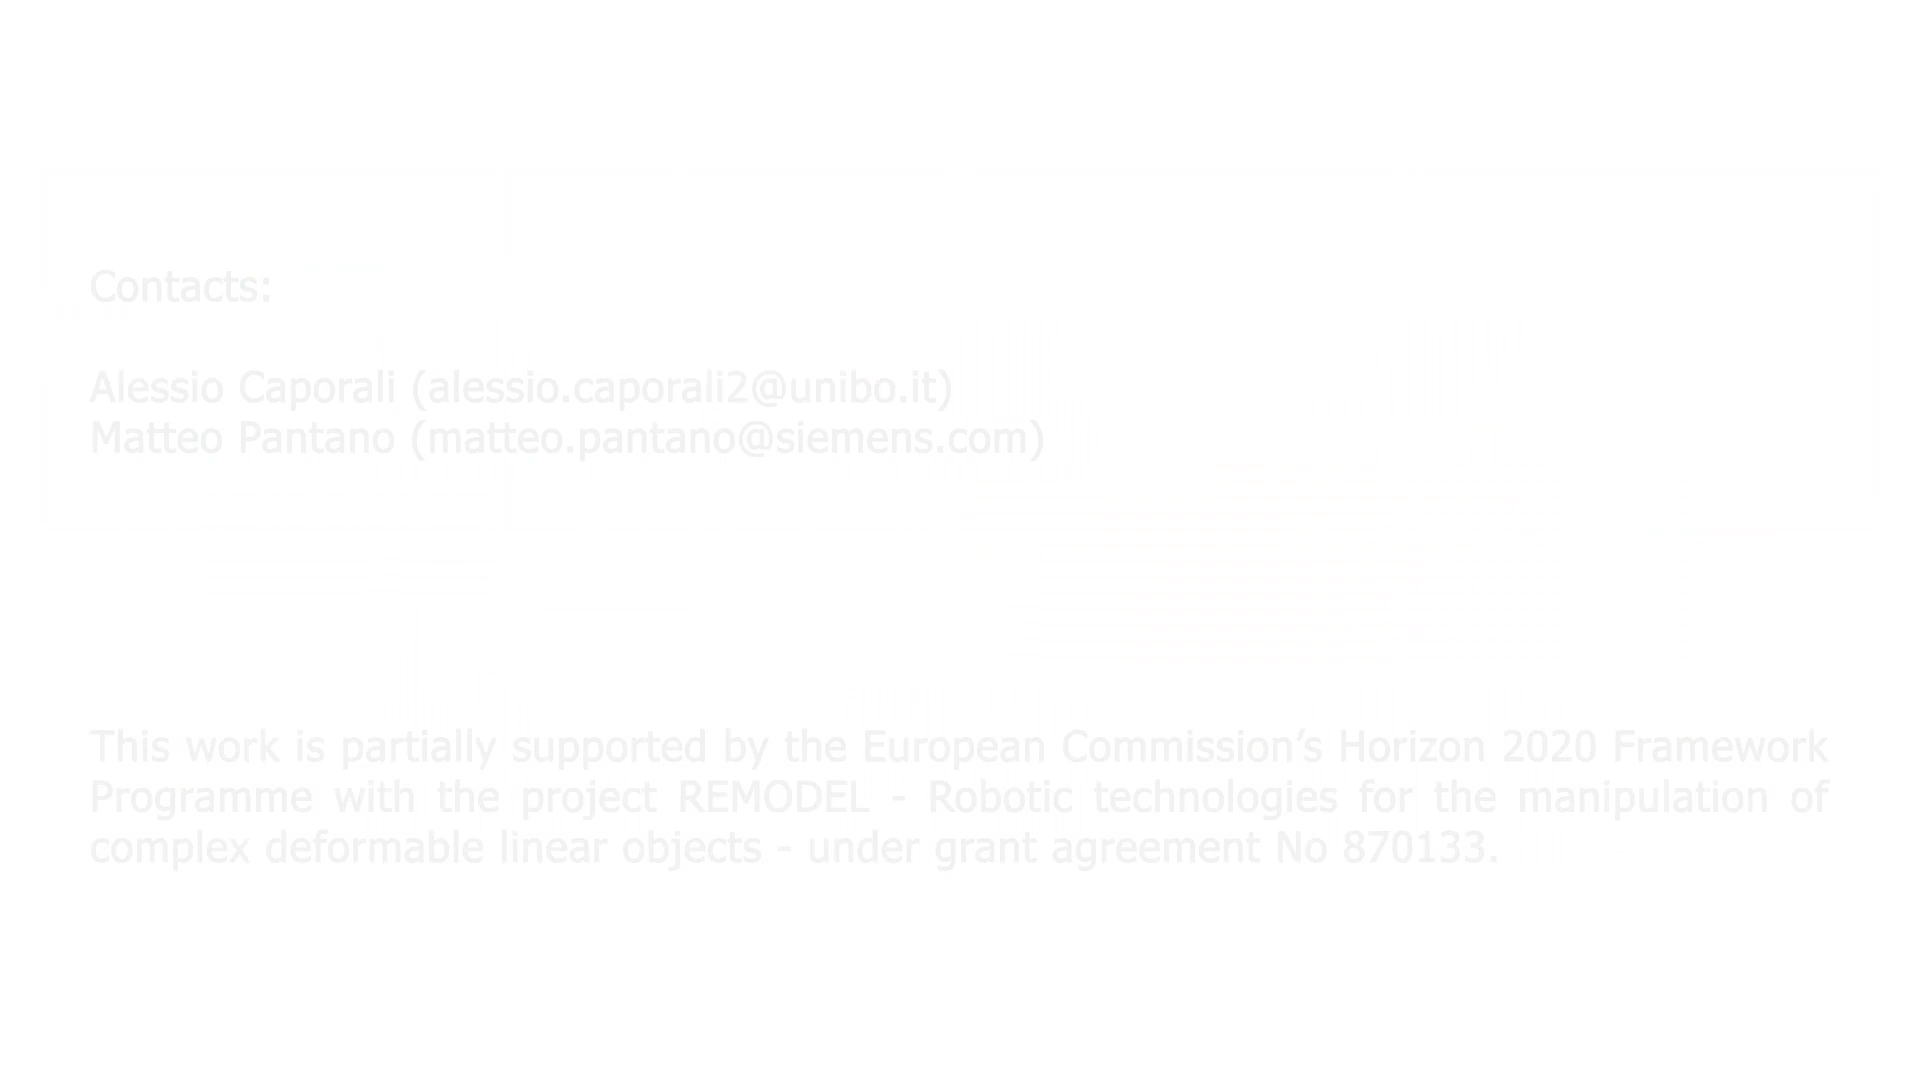 Contacts:
Alessio Caporali (alessio.caporali2@unibo.it)
Matteo Pantano (matteo.pantano@siemens.com)
This work is partially supported by the European Commission’s Horizon 2020 Framework
Programme with the project REMODEL - Robotic technologies for the manipulation of
complex deformable linear objects - under grant agreement No 870133.